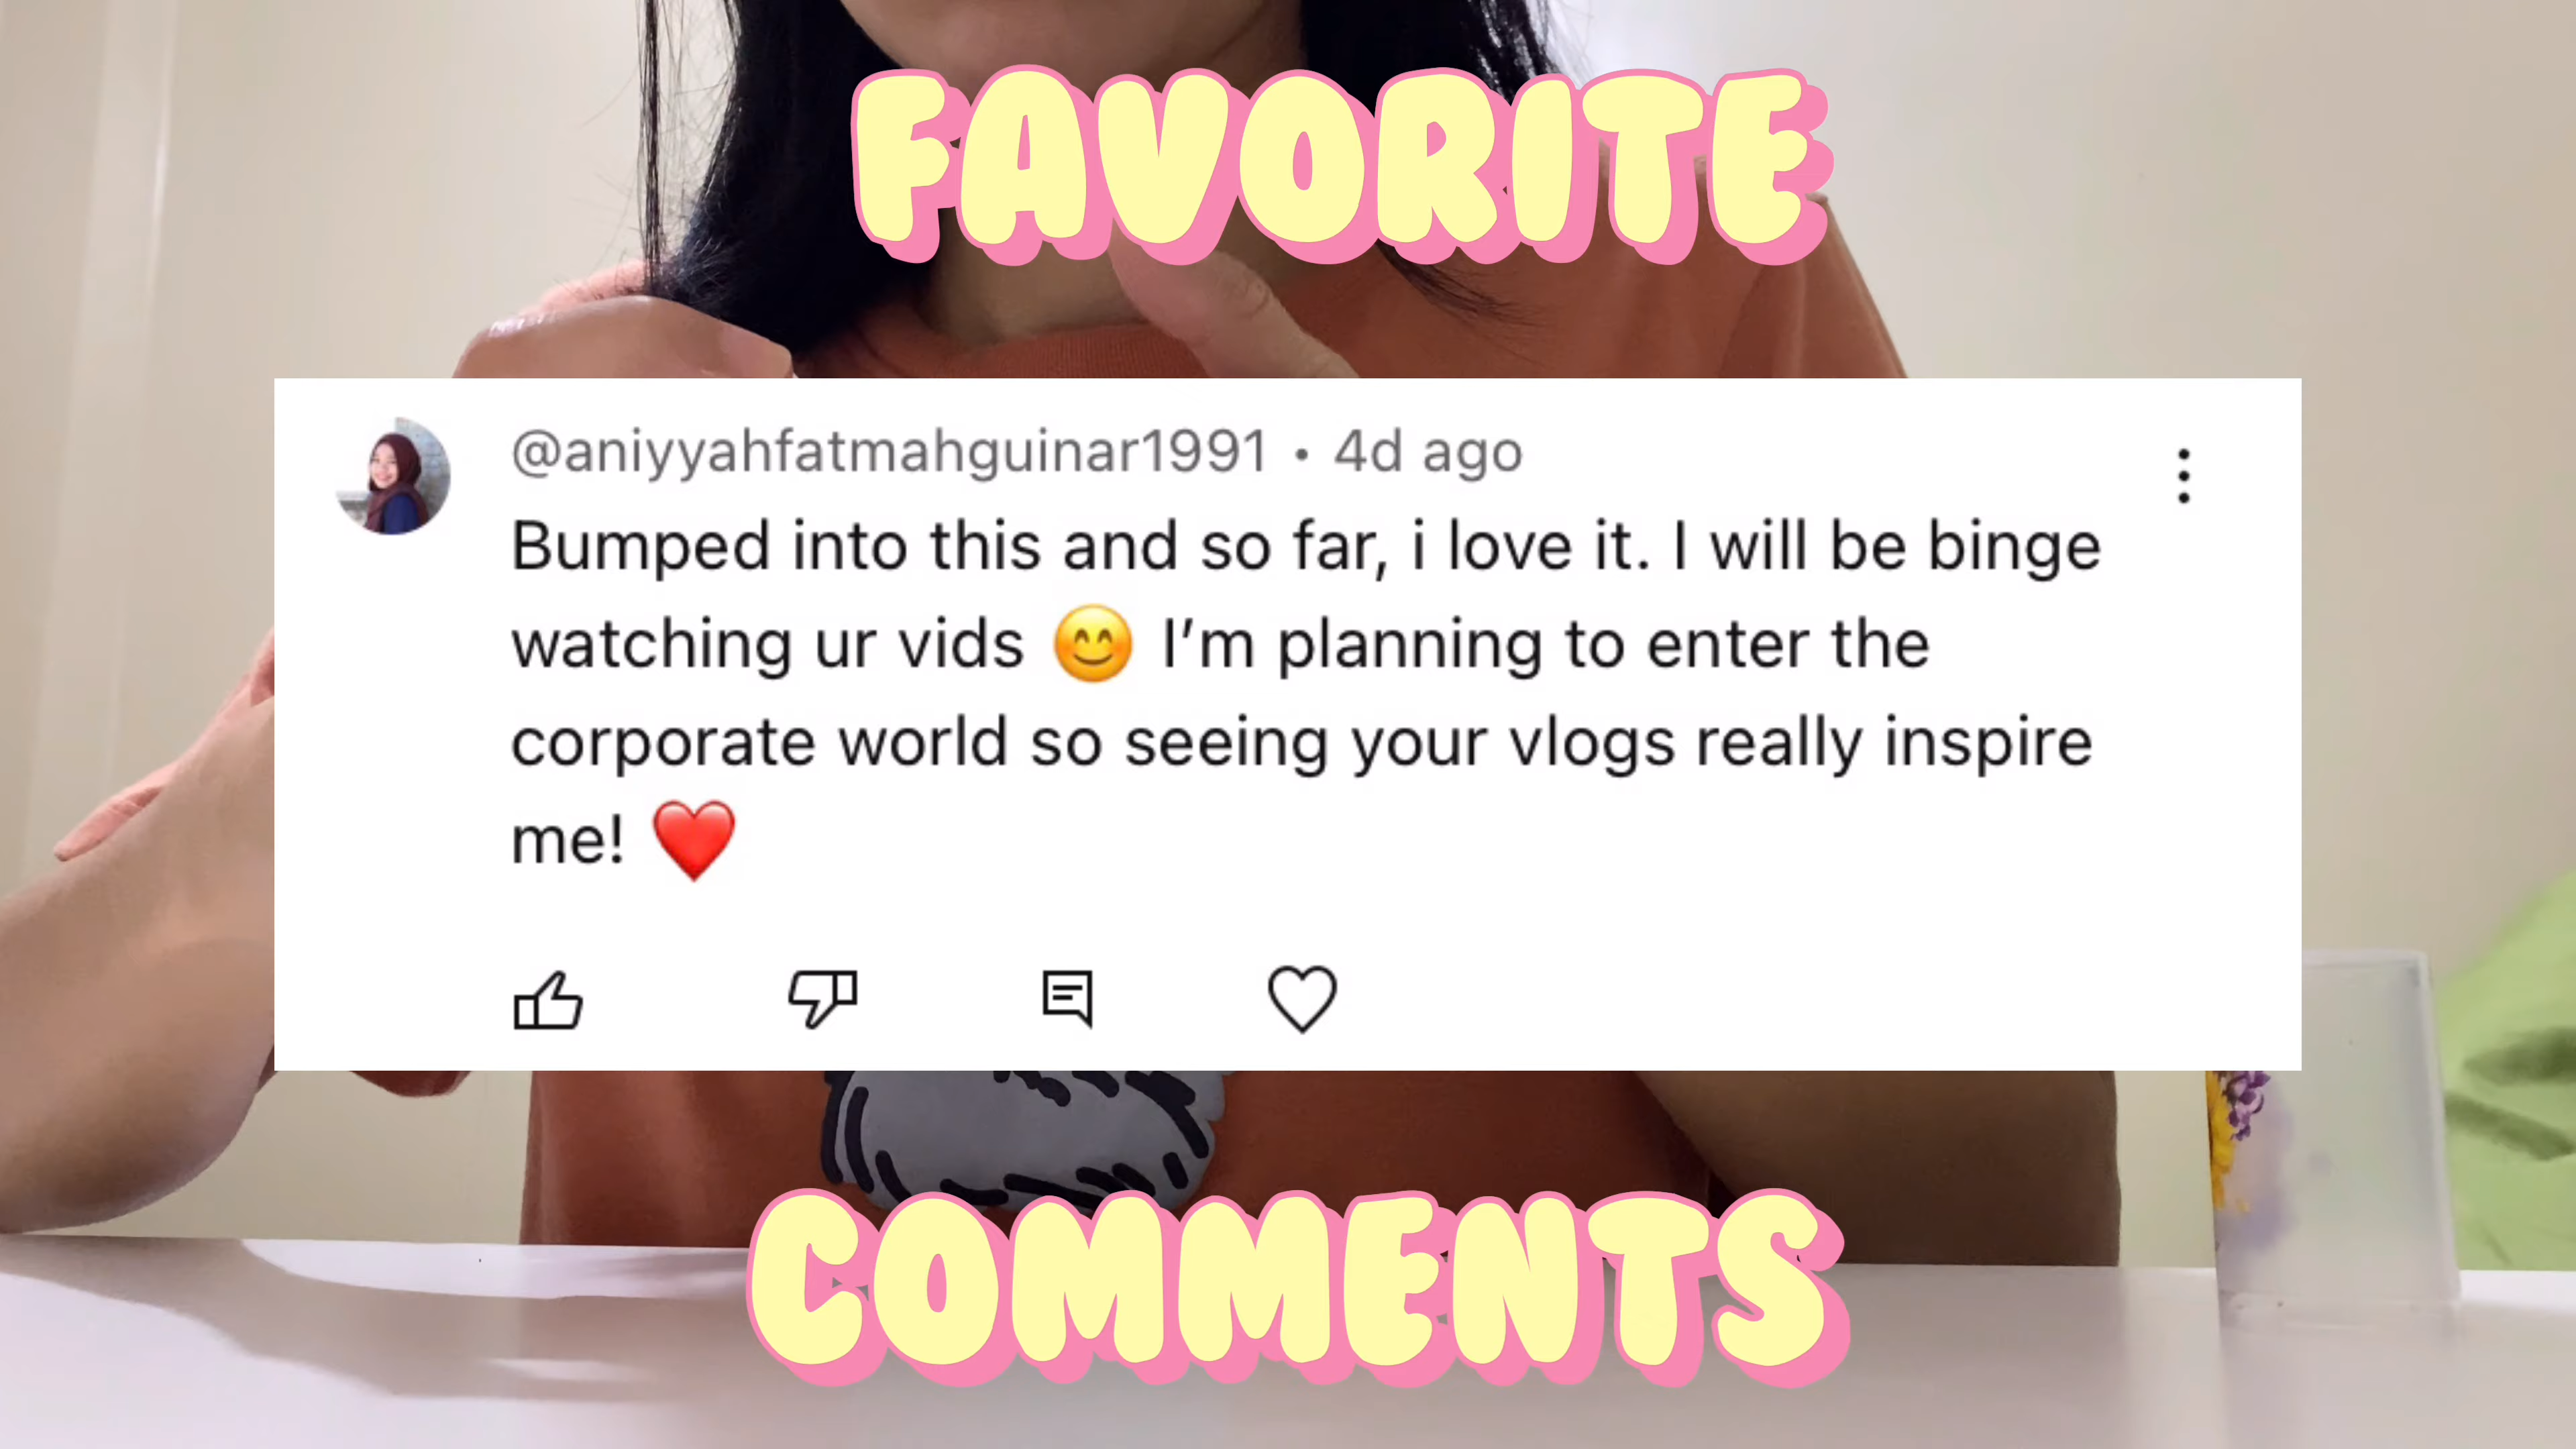 FAVORITE
@aniyyahfatmahguinar1991 • 4d ago
Bumped into this and so far, i love it. I will be binge
watching ur vids 😊 I'm planning to enter the
corporate world so seeing your vlogs really inspire
me! ❤️
COMMENTS